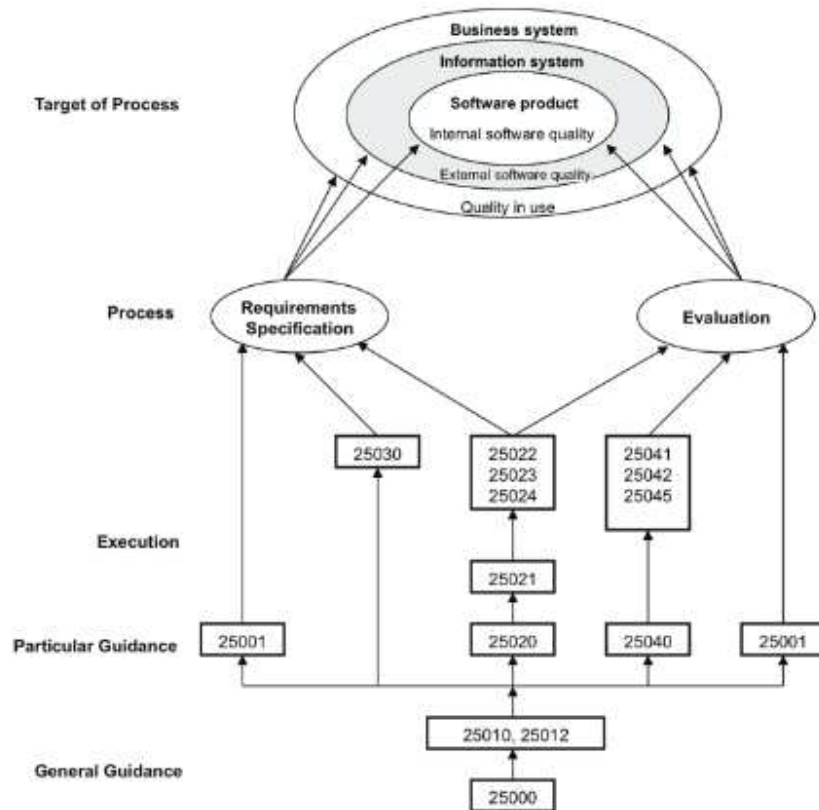 Business system
Information system
Target of Process
Software product
Internal software quality
External software quality
Quality in use
Process
Requirements
Specification
Evaluation
25030
25022
25023
25024
25041
25042
25045
Execution
25021
Particular Guidance
25001
25020
25040
25001
25010, 25012
General Guidance
25000